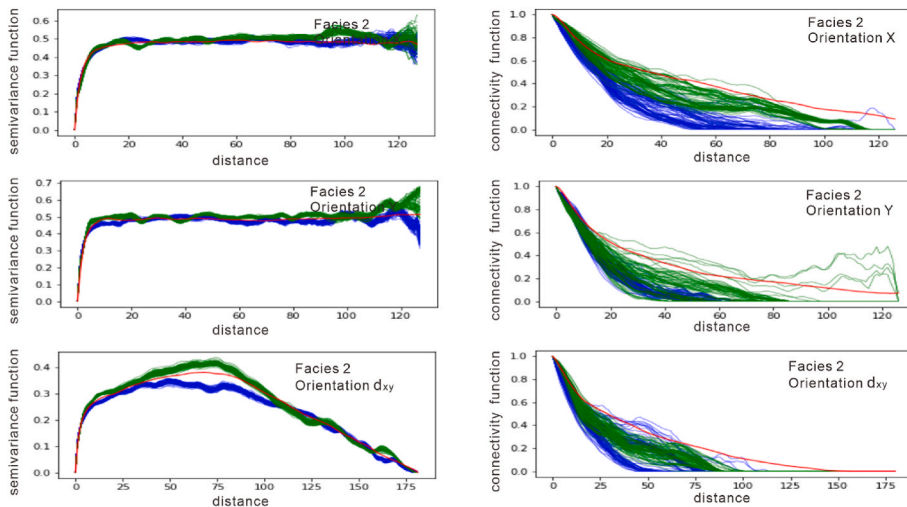 semivariance function
0.6
0.5
0.4
0.3
0.2
0.1
0.0
Facies 2
Orientation
0 20 40 60 80 100 120
distance
connectivity function
1.0
0.8
0.6
0.4
0.2
0.0
Facies 2
Orientation X
0 20 40 60 80 100 120
distance
semivariance function
0.7
0.6
0.5
0.4
0.3
0.2
0.1
0.0
Facies 2
Orientation
0 20 40 60 80 100 120
distance
connectivity function
1.0
0.8
0.6
0.4
0.2
0.0
Facies 2
Orientation Y
0 20 40 60 80 100 120
distance
semivariance function
0.4
0.3
0.2
0.1
0.0
Facies 2
Orientation dxy
0 25 50 75 100 125 150 175
distance
connectivity function
1.0
0.8
0.6
0.4
0.2
0.0
Facies 2
Orientation dxy
0 25 50 75 100 125 150 175
distance